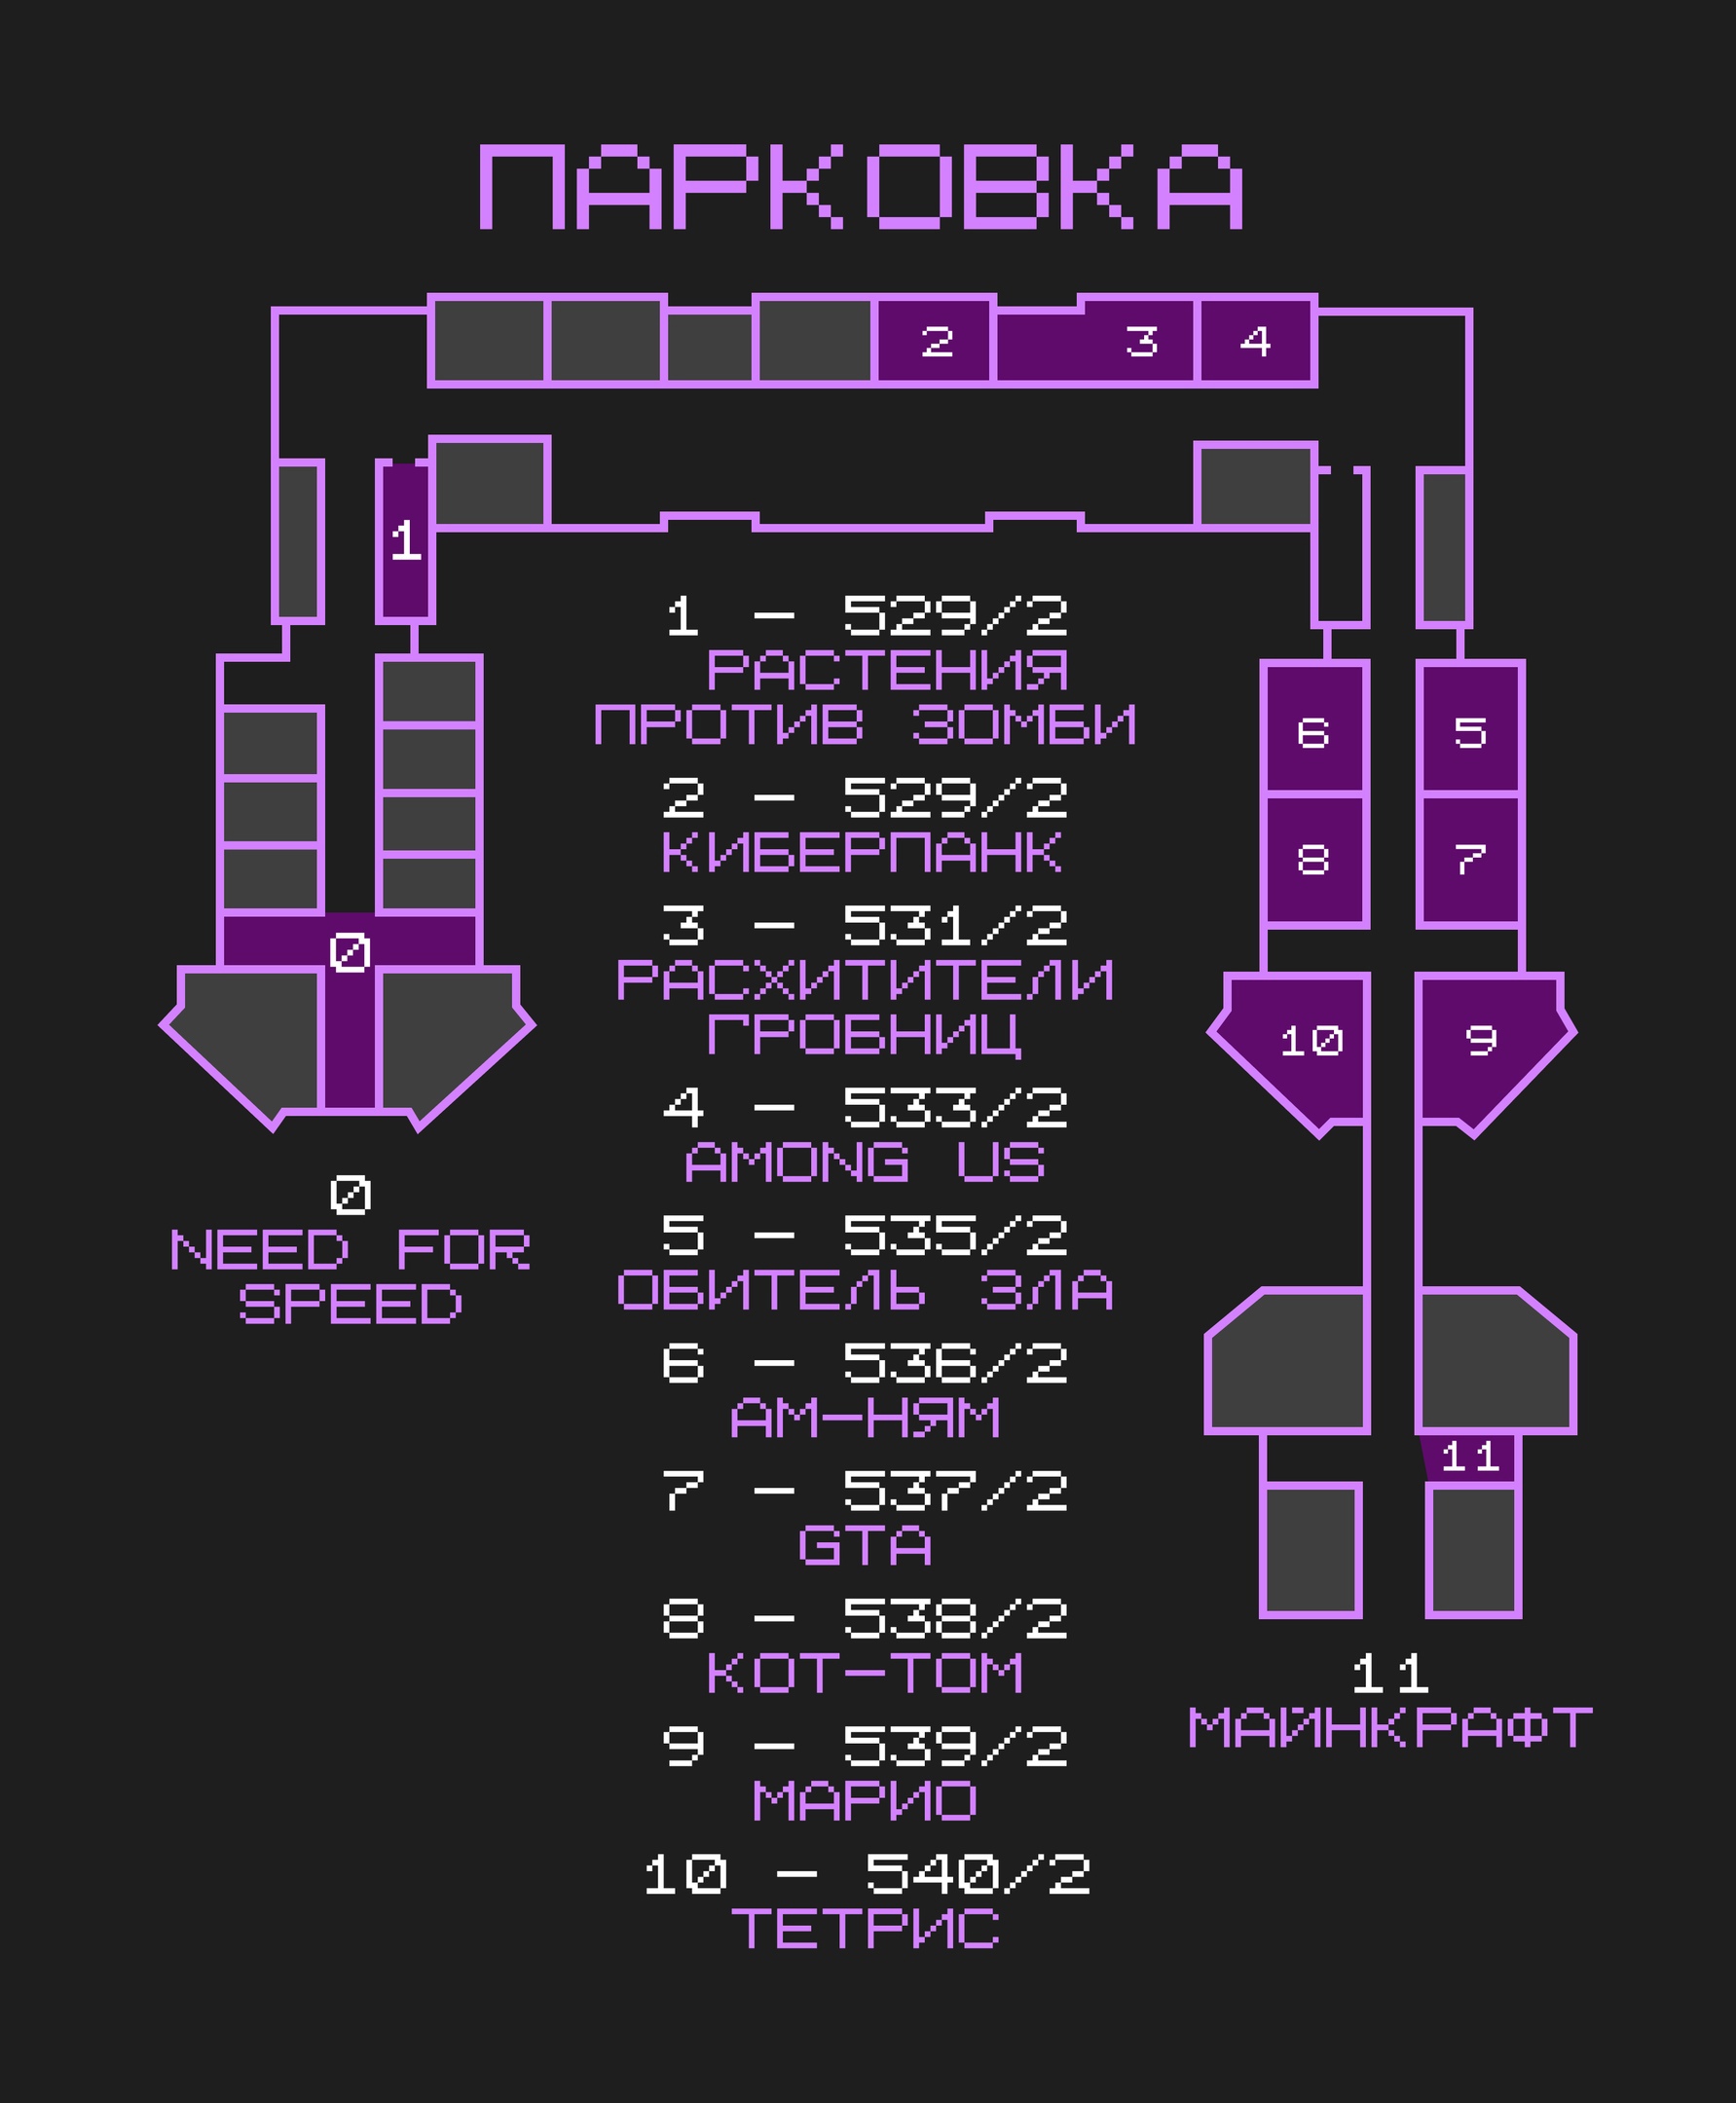 ПАРКОВКА
2
3
4
1
6
5
8
7
0
10
9
11
1 - 529/2
РАСТЕНИЯ
ПРОТИВ ЗОМБИ
2 - 529/2
КИБЕРПАНК
3 - 531/2
РАСХИТИТЕЛИ
ГРОБНИЦ
4 - 533/2
AMONG US
5 - 535/2
ОБИТЕЛЬ ЗЛА
6 - 536/2
АМ-НЯМ
7 - 537/2
GTA
8 - 538/2
КОТ-ТОМ
9 - 539/2
МАРИО
10 - 540/2
ТЕТРИС
0
NEED FOR
SPEED
11
МАЙНКРАФТ